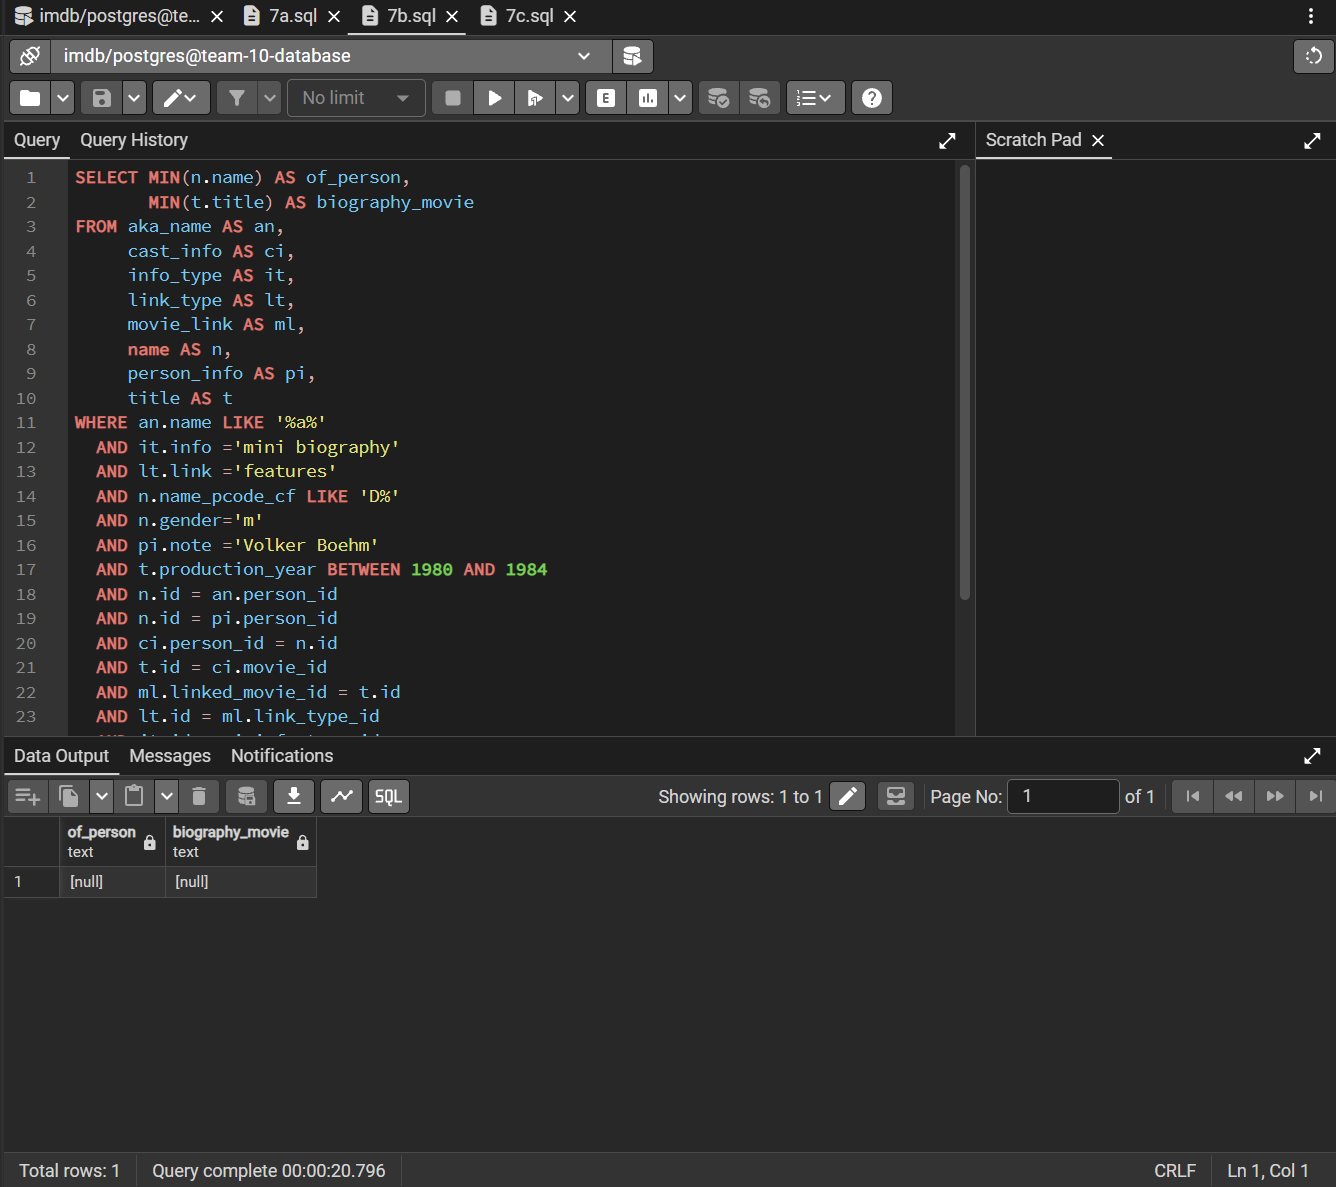 imdb/postgres@te... 7a.sql 7b.sql 7c.sql
imdb/postgres@team-10-database
No limit E
Query Query History Scratch Pad
1 SELECT MIN(n.name) AS of_person,
2 MIN(t.title) AS biography_movie
3 FROM aka_name AS an,
4 cast_info AS ci,
5 info_type AS it,
6 link_type AS lt,
7 movie_link AS ml,
8 name AS n,
9 person_info AS pi,
10 title AS t
11 WHERE an.name LIKE '%a%'
12 AND it.info ='mini biography'
13 AND lt.link ='features'
14 AND n.name_pcode_cf LIKE 'D%'
15 AND n.gender='m'
16 AND pi.note ='Volker Boehm'
17 AND t.production_year BETWEEN 1980 AND 1984
18 AND n.id = an.person_id
19 AND n.id = pi.person_id
20 AND ci.person_id = n.id
21 AND t.id = ci.movie_id
22 AND ml.linked_movie_id = t.id
23 AND lt.id = ml.link_type_id
Data Output Messages Notifications
SQL Showing rows: 1 to 1 Page No: 1 of 1
of_person biography_movie
text text
1 [null] [null]
Total rows: 1 Query complete 00:00:20.796 CRLF Ln 1, Col 1